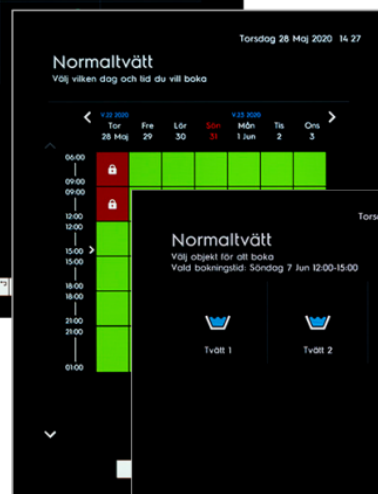 Torsdag 28 Maj 2020 14 27
Normaltvätt
Välj vilken dag och tid du vill boka
V.22 2020 V.23 2020
Tor Fre Lör Sön Mån Tis Ons
28 Maj 29 30 31 1 Jun 2 3
06:00
09:00
09:00
12:00
12:00
15:00
15:00
18:00
18:00
21:00
21:00
01:00
Normaltvätt
Välj objekt för att boka
Vald bokningstid: Söndag 7 Jun 12:00-15:00
Tvätt 1 Tvätt 2